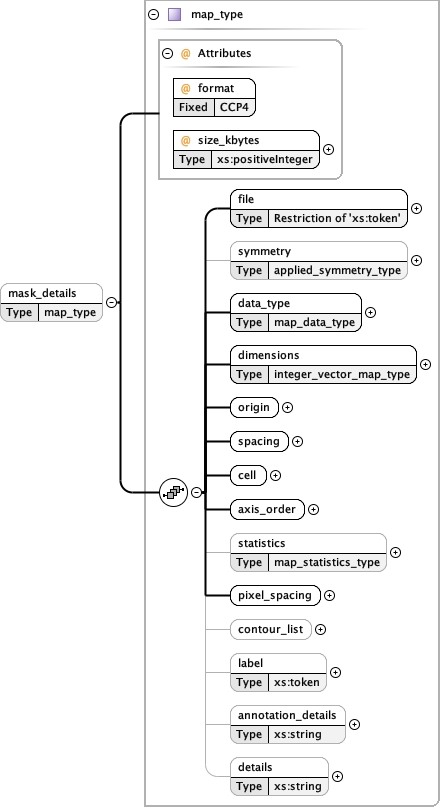 map_type
@ Attributes
@ format
Fixed CCP4
@ size_kbytes
Type xs:positiveInteger
file
Type Restriction of 'xs:token'
symmetry
Type applied_symmetry_type
mask_details
Type map_type
data_type
Type map_data_type
dimensions
Type integer_vector_map_type
origin
spacing
cell
axis_order
statistics
Type map_statistics_type
pixel_spacing
contour_list
label
Type xs:token
annotation_details
Type xs:string
details
Type xs:string